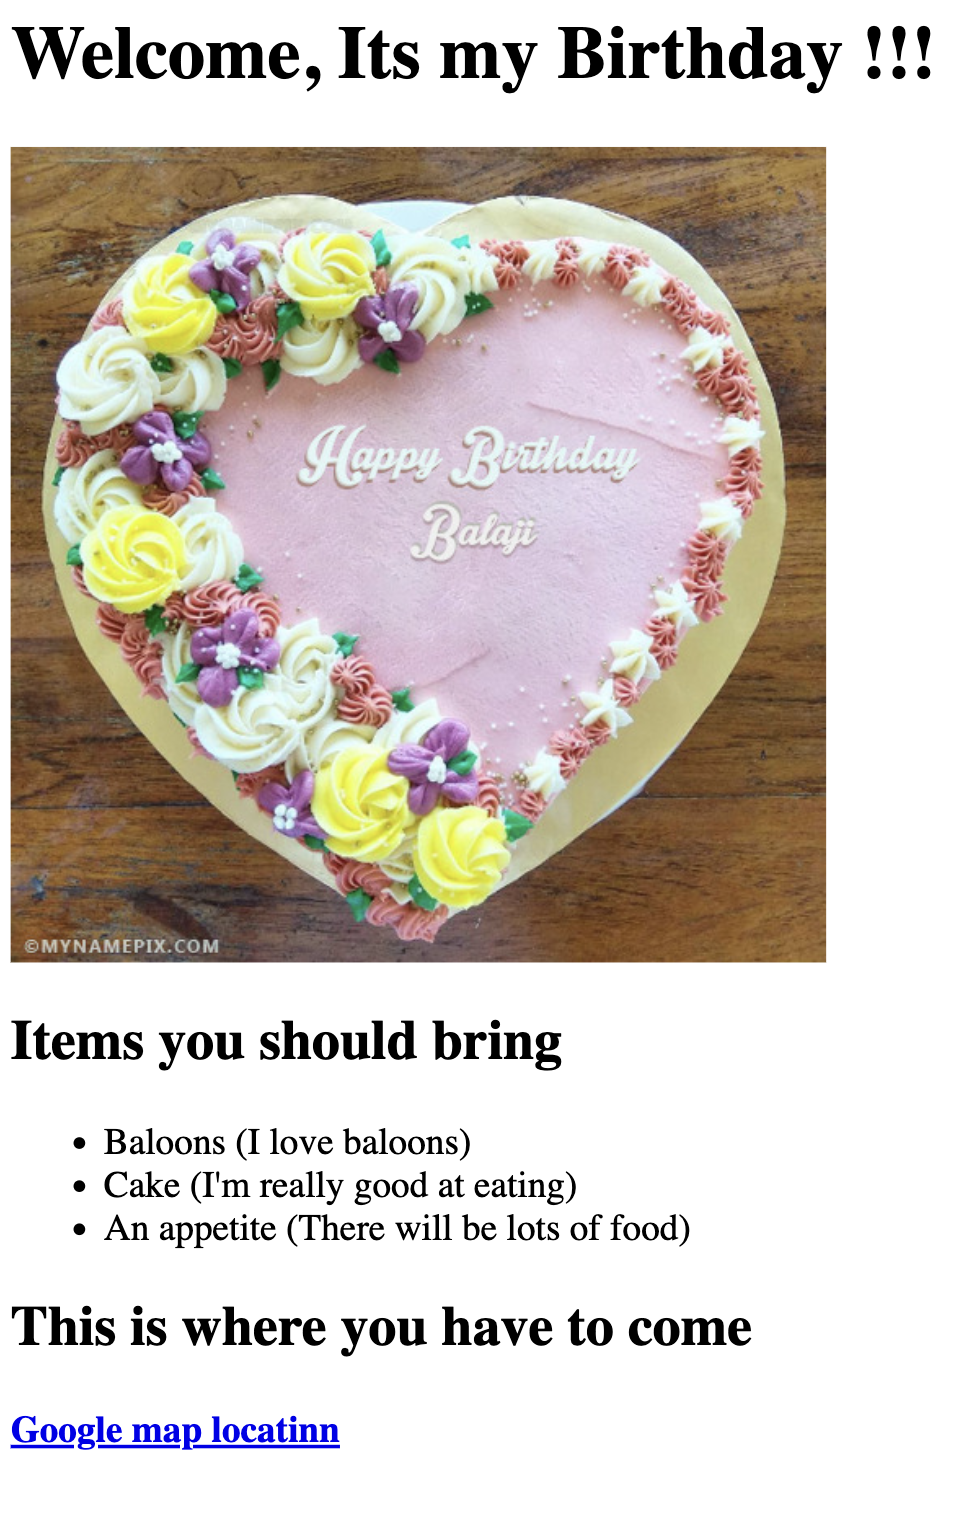 Welcome, Its my Birthday !!!
Happy Birthday
Balaji
©MYNAMEPIX.COM
Items you should bring
• Baloons (I love baloons)
• Cake (I'm really good at eating)
• An appetite (There will be lots of food)
This is where you have to come
Google map locatinn